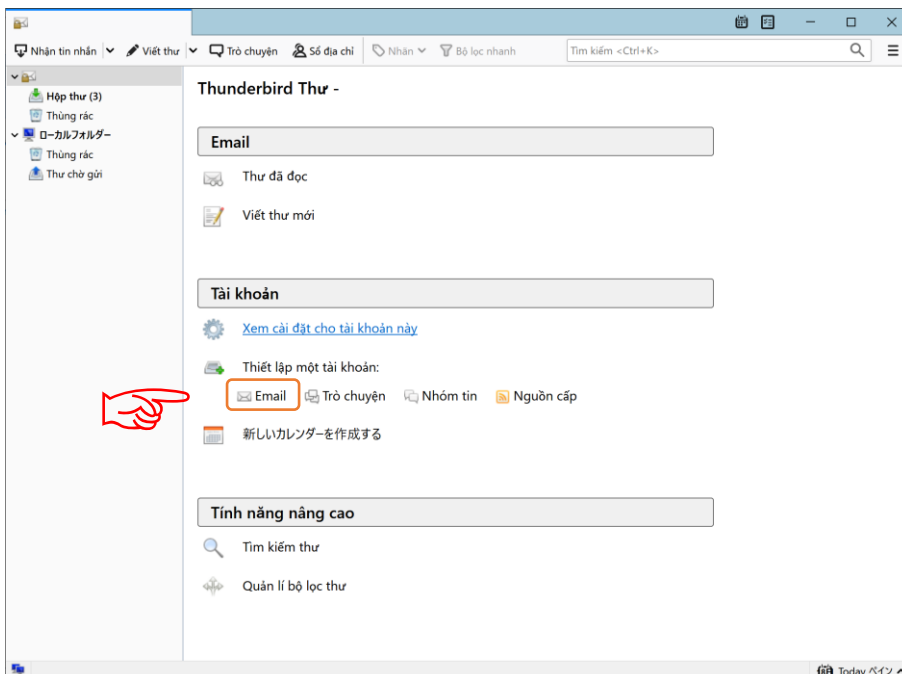 Nhận tin nhắn Viết thư Trò chuyện Sổ địa chỉ Nhãn Bộ lọc nhanh Tìm kiếm <Ctrl+K>
Hộp thư (3)
Thùng rác
ローカルフォルダー
Thùng rác
Thư chờ gửi
Thunderbird Thư -
Email
Thư đã đọc
Viết thư mới
Tài khoản
Xem cài đặt cho tài khoản này
Thiết lập một tài khoản:
Email Trò chuyện Nhóm tin Nguồn cấp
新しいカレンダーを作成する
Tính năng nâng cao
Tìm kiếm thư
Quản lí bộ lọc thư
Today ペイン